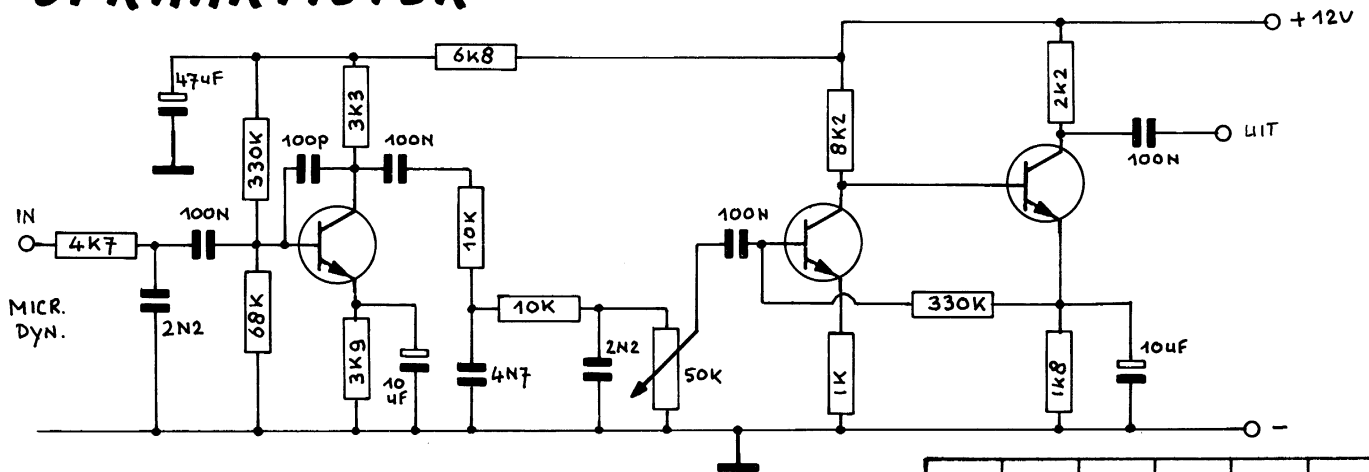 + 12V
6K8
47uF
3K3
2K2
8K2
330K
100P
100N
UIT
100N
IN
100N
4K7
10K
100N
MICR.
DYN.
2N2
68K
10K
330K
3K9
10
uF
4N7
2N2
50K
1K
1K8
10uF
-